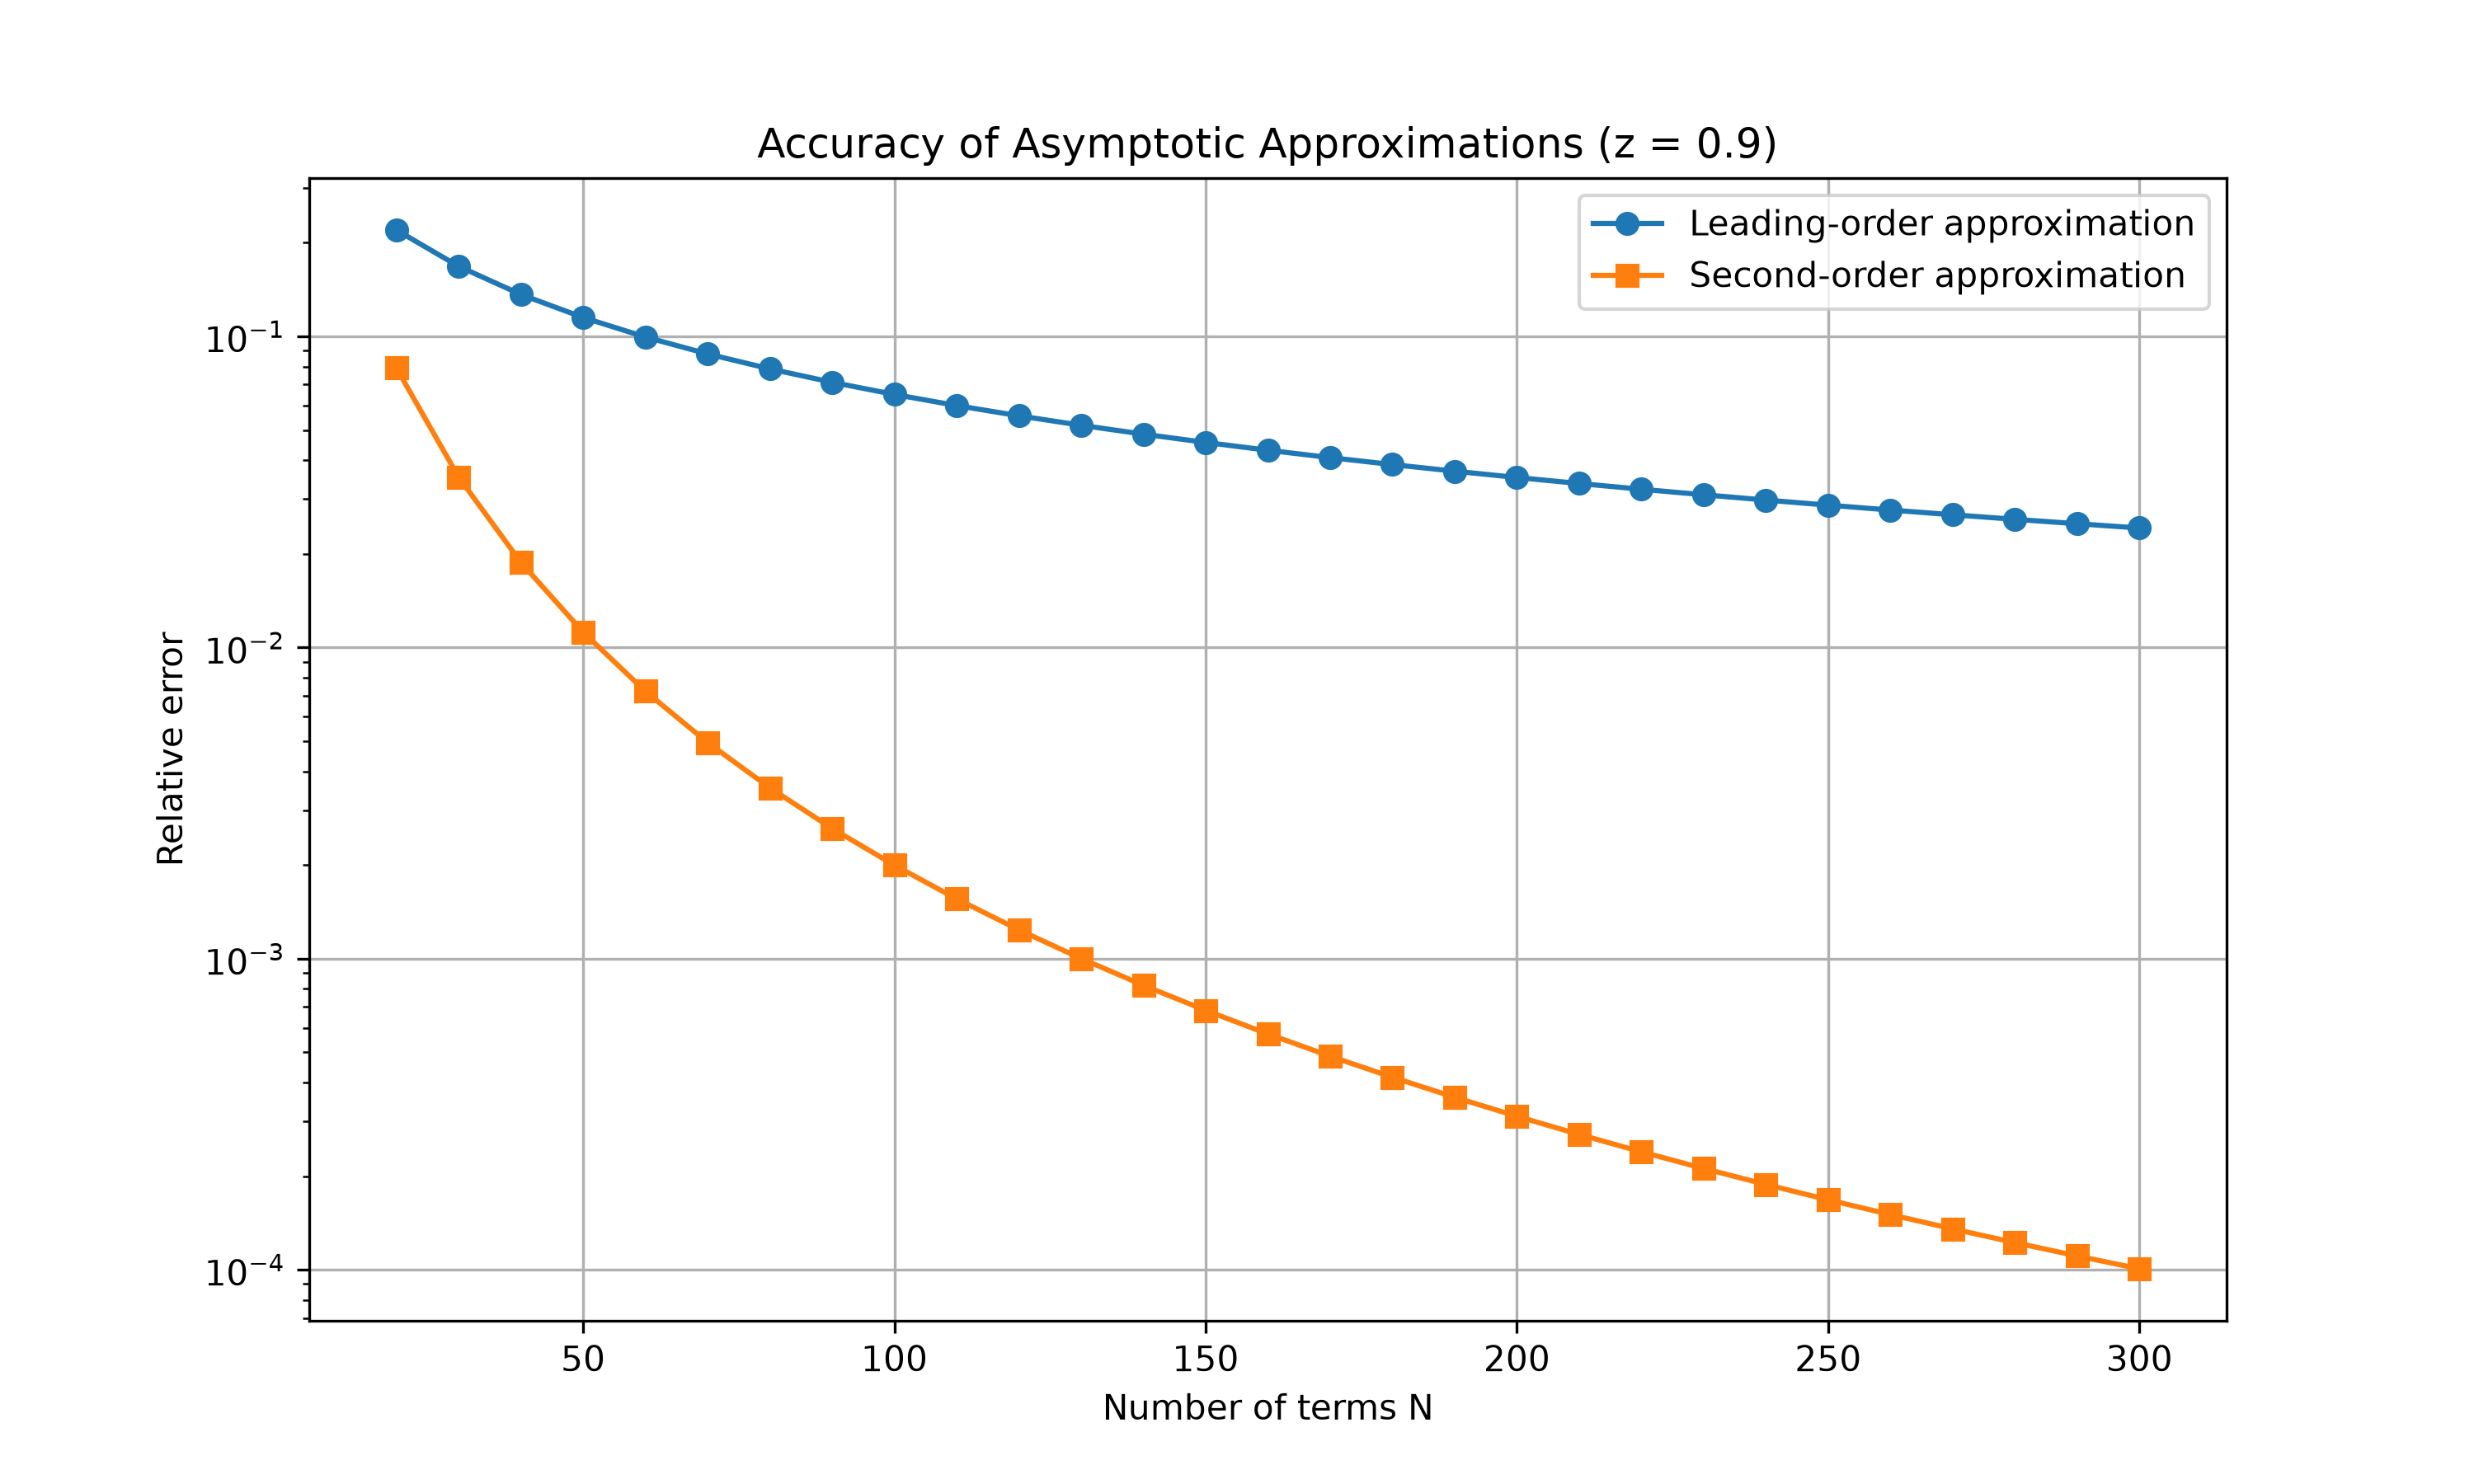 Accuracy of Asymptotic Approximations (z = 0.9)
Leading-order approximation
Second-order approximation
Relative error
10⁻¹
10⁻²
10⁻³
10⁻⁴
50 100 150 200 250 300
Number of terms N